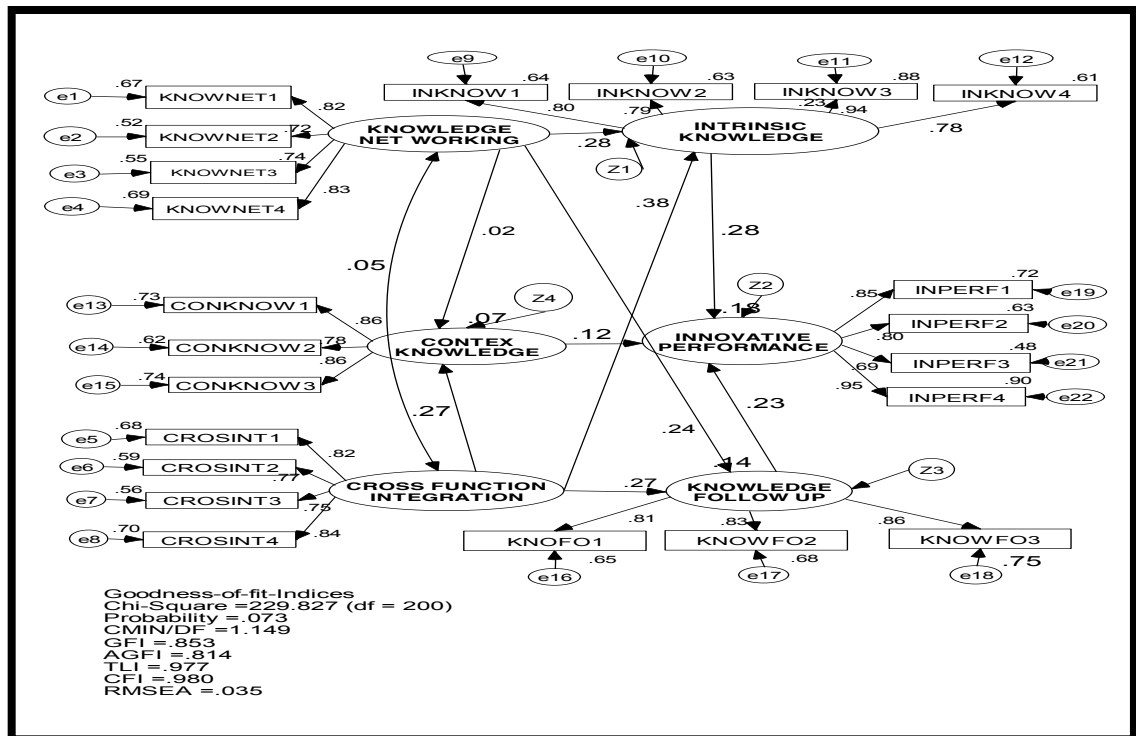 e9
e10
e11
e12
.67
.64
.63
.88
.61
e1
KNOWNET1
INKNOW1
INKNOW2
INKNOW3
INKNOW4
.82
.80
.79
.23
.94
.78
e2
.52
KNOWNET2
.72
KNOWLEDGE
NET WORKING
INTRINSIC
KNOWLEDGE
.28
Z1
e3
.55
KNOWNET3
.74
e4
.69
KNOWNET4
.83
.38
.02
.28
.05
e13
.73
CONKNOW1
.86
Z4
Z2
.72
.85
INPERF1
e19
.07
.18
.63
e14
.62
CONKNOW2
.78
CONTEX
KNOWLEDGE
.12
INNOVATIVE
PERFORMANCE
.80
INPERF2
e20
.86
.48
e15
.74
CONKNOW3
.69
INPERF3
e21
.95
.90
INPERF4
e22
.27
.23
.24
e5
.68
CROSINT1
.82
e6
.59
CROSINT2
.77
.14
Z3
e7
.56
CROSINT3
.75
CROSS FUNCTION
INTEGRATION
.27
KNOWLEDGE
FOLLOW UP
e8
.70
CROSINT4
.84
.81
.83
.86
KNOFO1
KNOWFO2
KNOWFO3
.65
.68
.75
e16
e17
e18
Goodness-of-fit-Indices
Chi-Square =229.827 (df = 200)
Probability =.073
CMIN/DF =1.149
GFI =.853
AGFI =.814
TLI =.977
CFI =.980
RMSEA =.035